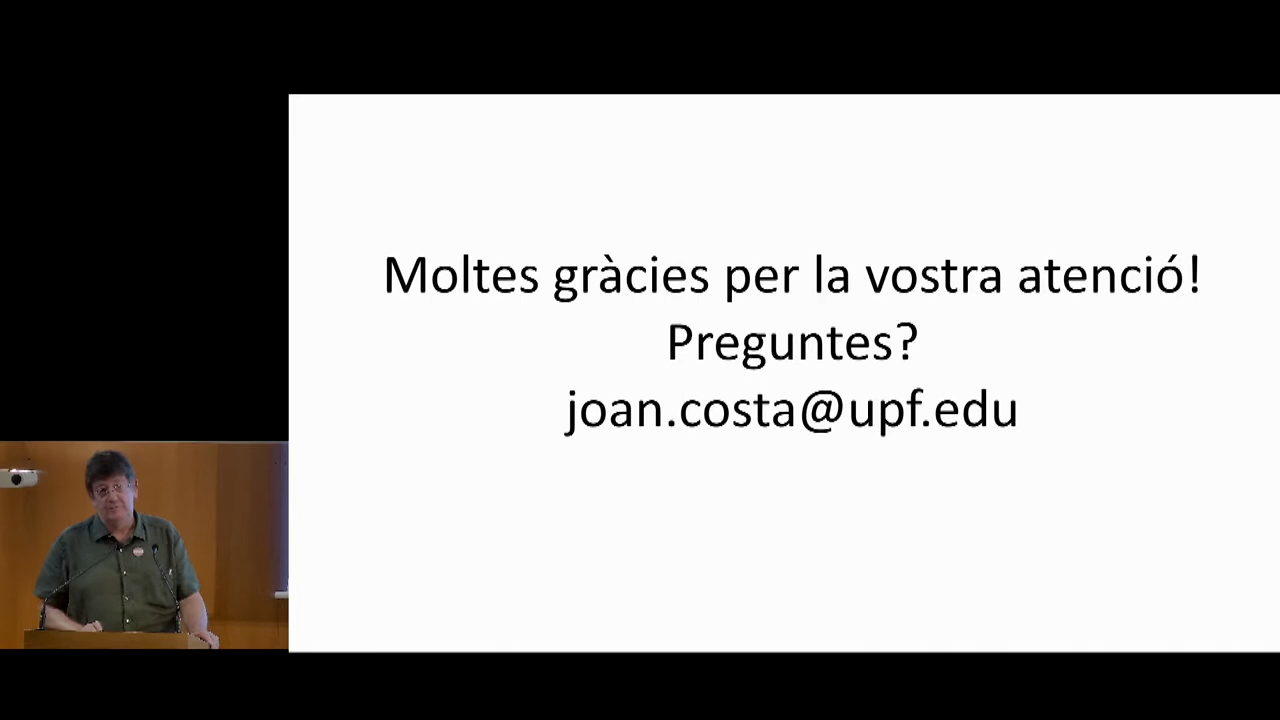 Moltes gràcies per la vostra atenció!
Preguntes?
joan.costa@upf.edu